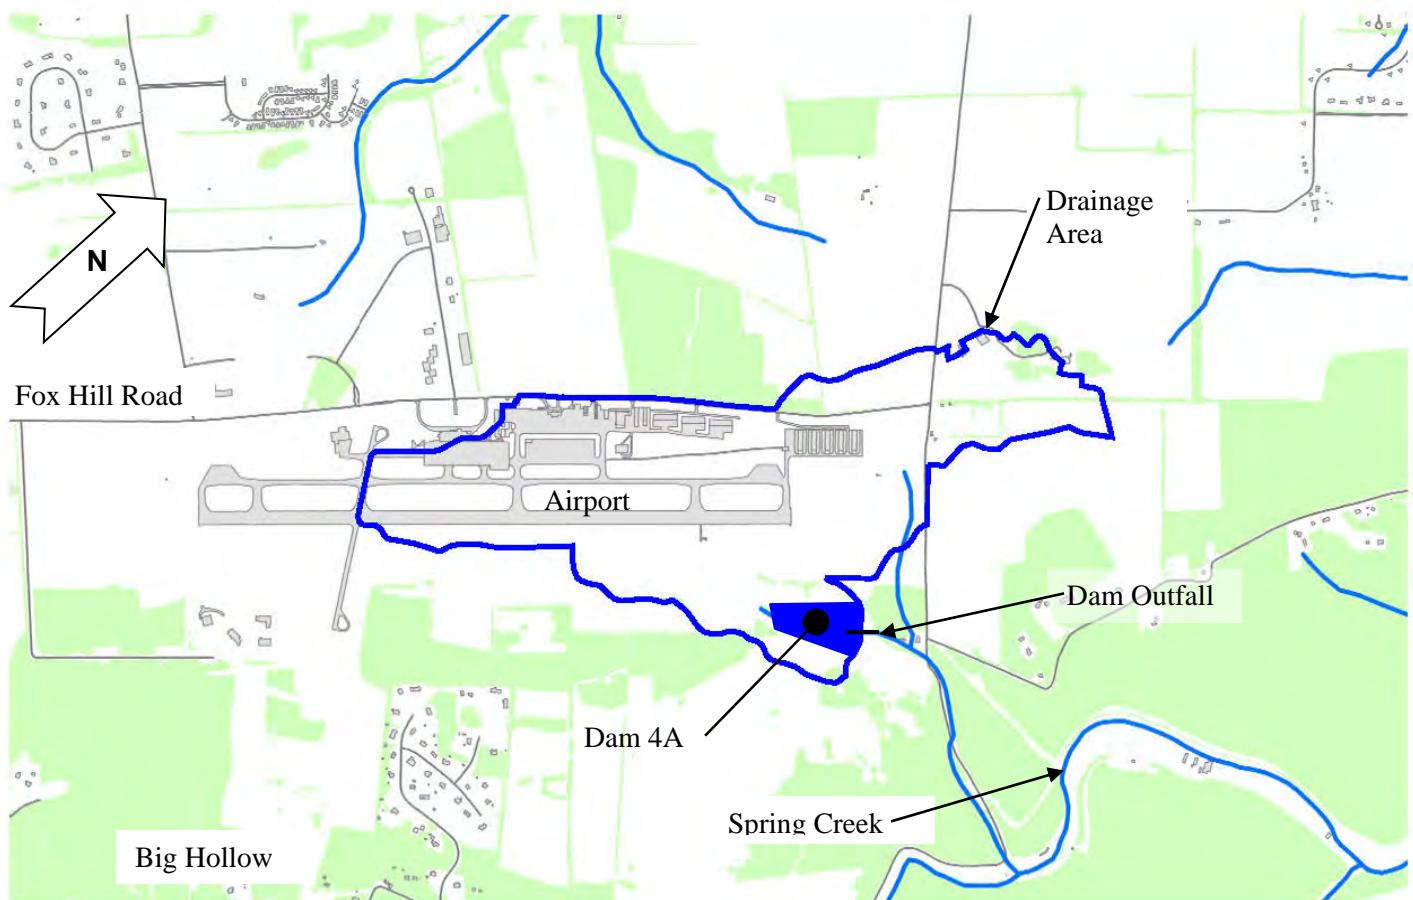 Drainage
Area
N
Fox Hill Road
Airport
Dam Outfall
Dam 4A
Spring Creek
Big Hollow